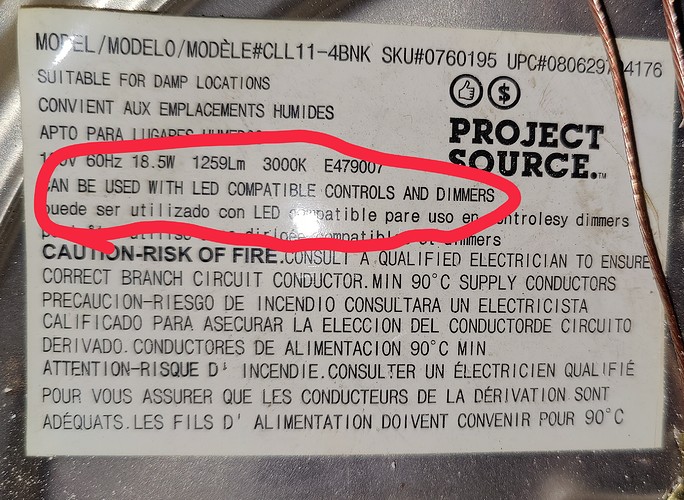 MODEL/MODELO/MODÈLE#CLL11-4BNK SKU#0760195 UPC#080629 4176
SUITABLE FOR DAMP LOCATIONS
CONVIENT AUX EMPLACEMENTS HUMIDES
APTO PARA LUGARES HUMEDOS
PROJECT
SOURCE.™
60Hz 18.5W 1259Lm 3000K E479007
CAN BE USED WITH LED COMPATIBLE CONTROLS AND DIMMERS
puede ser utilizado con LED compatible pare uso en controlesy dimmers
dimmers
CAUTION-RISK OF FIRE.CONSULT A QUALIFIED ELECTRICIAN TO ENSURE
CORRECT BRANCH CIRCUIT CONDUCTOR.MIN 90°C SUPPLY CONDUCTORS
PRECAUCION-RIESGO DE INCENDIO CONSULTARA UN ELECTRICISTA
CALIFICADO PARA ASECURAR LA ELECCION DEL CONDUCTORDE CIRCUITO
DERIVADO.CONDUCTORES DE ALIMENTACION 90°C MIN
ATTENTION-RISQUE D' INCENDIE.CONSULTER UN ÉLECTRICIEN QUALIFIÉ
POUR VOUS ASSURER QUE LES CONDUCTEURS DE LA DÉRIVATION SONT
ADÉQUATS.LES FILS D' ALIMENTATION DOIVENT CONVENIR POUR 90°C